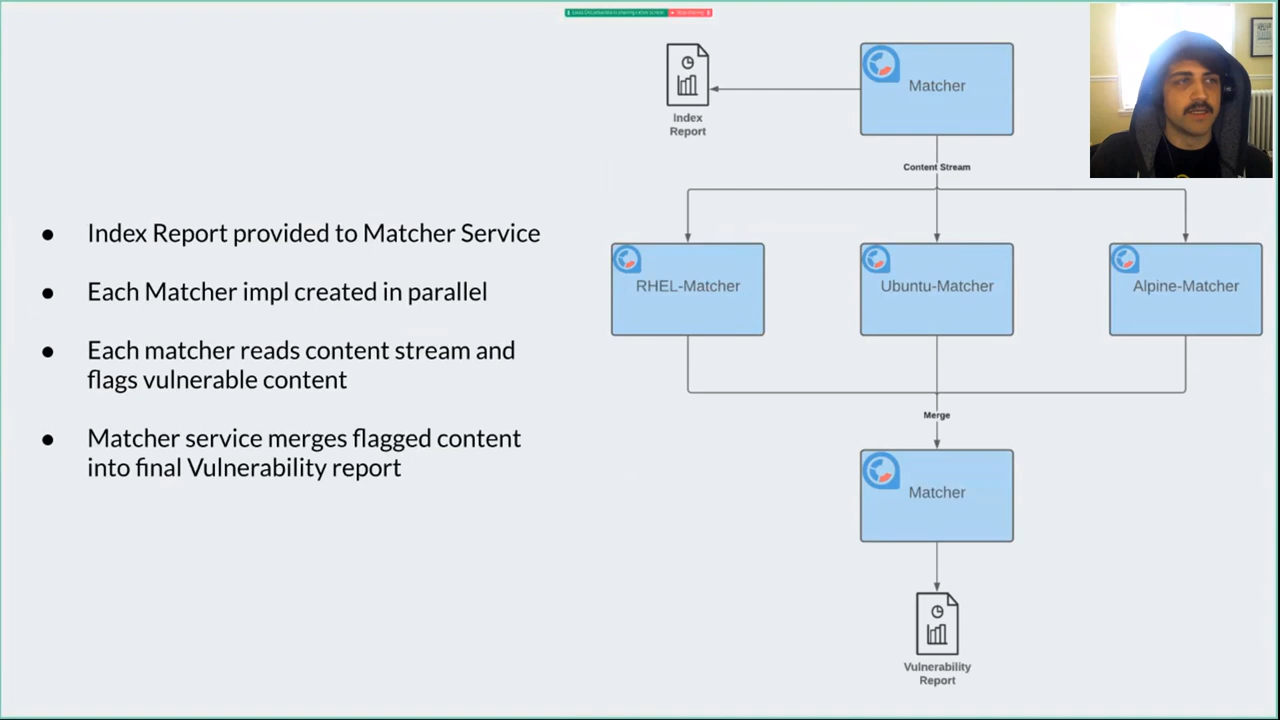 Index Report provided to Matcher Service
Each Matcher impl created in parallel
Each matcher reads content stream and
flags vulnerable content
Matcher service merges flagged content
into final Vulnerability report
Index
Report
Matcher
Content Stream
RHEL-Matcher
Ubuntu-Matcher
Alpine-Matcher
Merge
Matcher
Vulnerability
Report